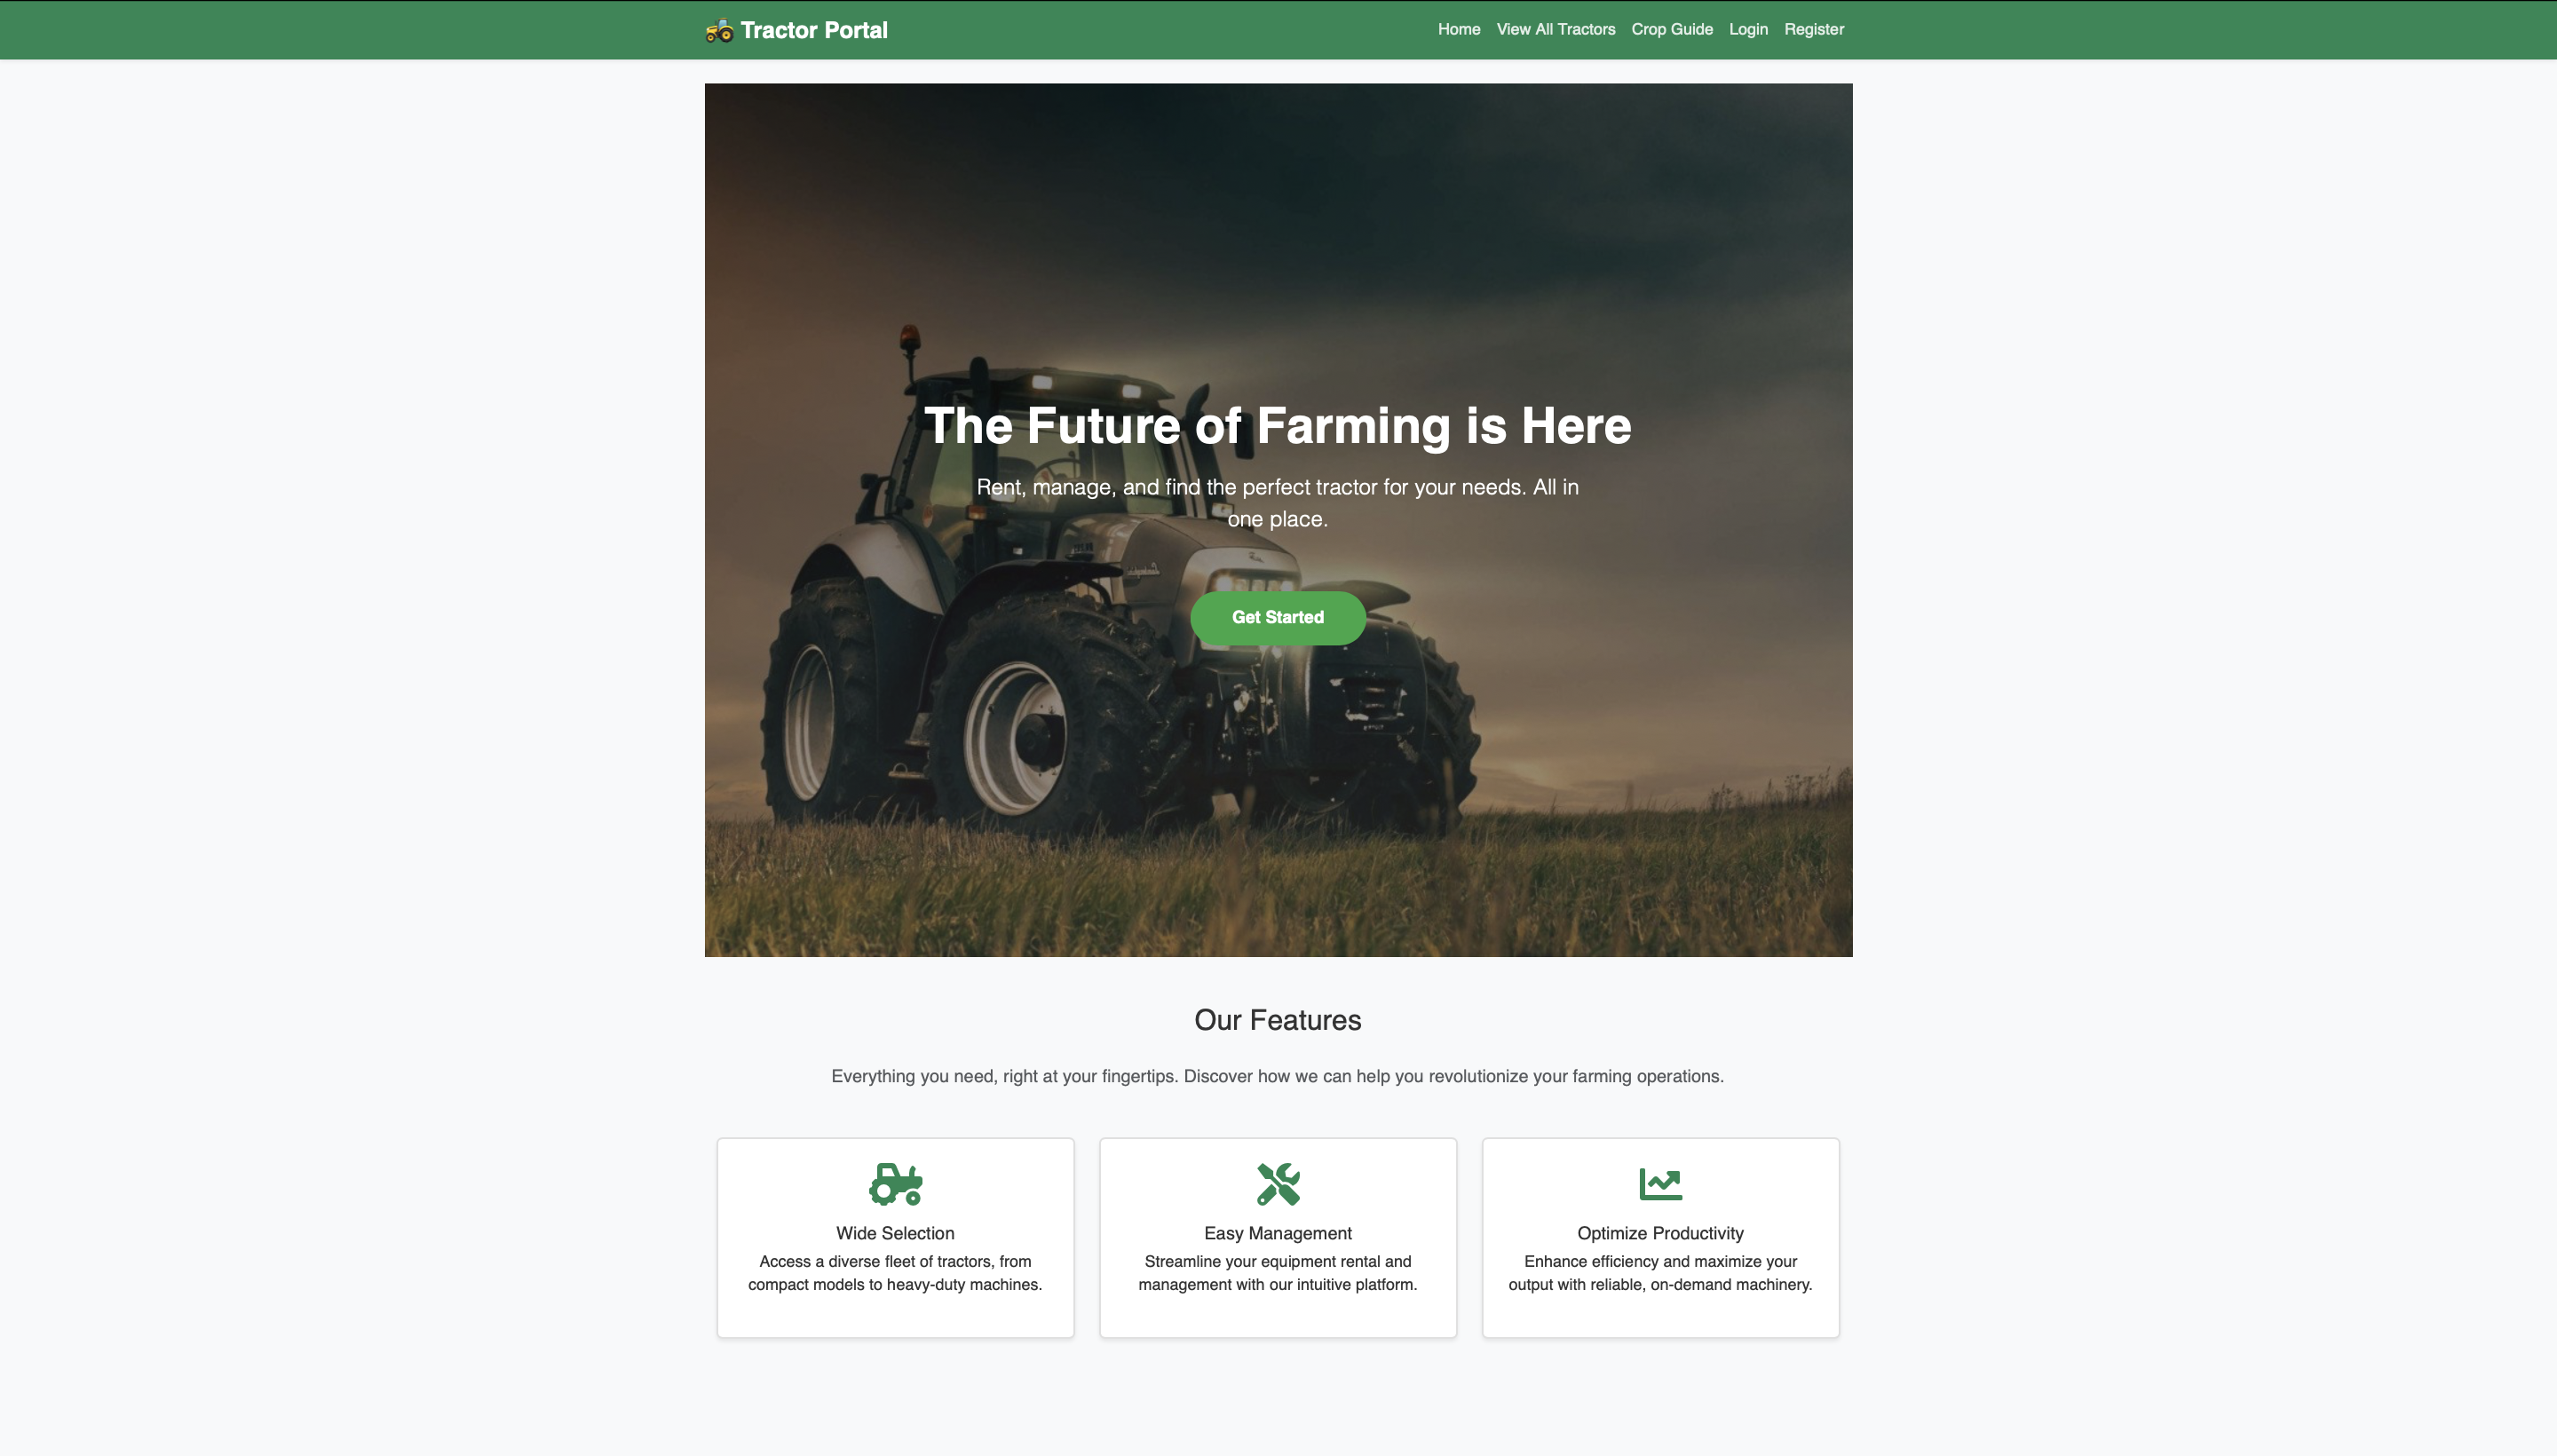 Tractor Portal
Home View All Tractors Crop Guide Login Register
The Future of Farming is Here
Rent, manage, and find the perfect tractor for your needs. All in
one place.
Get Started
Our Features
Everything you need, right at your fingertips. Discover how we can help you revolutionize your farming operations.
Wide Selection
Access a diverse fleet of tractors, from
compact models to heavy-duty machines.
Easy Management
Streamline your equipment rental and
management with our intuitive platform.
Optimize Productivity
Enhance efficiency and maximize your
output with reliable, on-demand machinery.